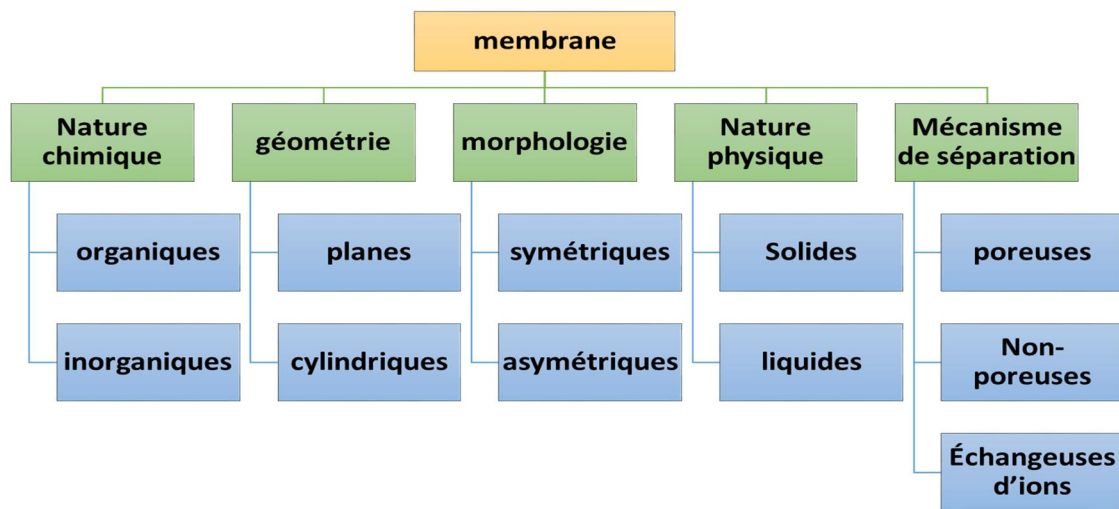 membrane
Nature
chimique
géométrie
morphologie
Nature
physique
Mécanisme
de séparation
organiques
planes
symétriques
Solides
poreuses
inorganiques
cylindriques
asymétriques
liquides
Non-
poreuses
Échangeuses
d’ions